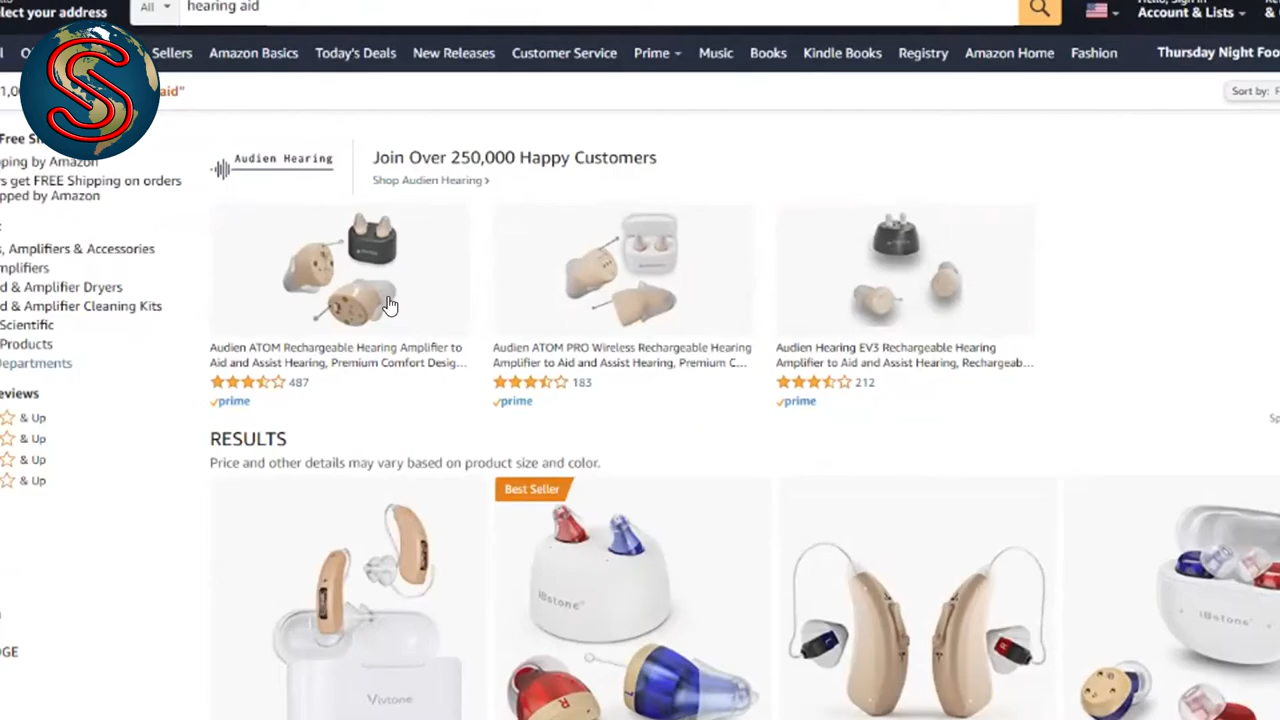 hearing aid
All
elect your address
Account & Lists
&
Sellers
Amazon Basics
Today's Deals
New Releases
Customer Service
Prime
Music
Books
Kindle Books
Registry
Amazon Home
Fashion
Thursday Night Foo
S
aid"
Sort by:
Audien Hearing
Join Over 250,000 Happy Customers
Shop Audien Hearing
Free
pping by Amazon
rs get FREE Shipping on orders
pped by Amazon
s, Amplifiers & Accessories
mplifiers
d & Amplifier Dryers
d & Amplifier Cleaning Kits
Scientific
Products
Departments
eviews
& Up
& Up
& Up
& Up
Audien ATOM Rechargeable Hearing Amplifier to
Aid and Assist Hearing, Premium Comfort Desig...
487
prime
Audien ATOM PRO Wireless Rechargeable Hearing
Amplifier to Aid and Assist Hearing, Premium C...
183
prime
Audien Hearing EV3 Rechargeable Hearing
Amplifier to Aid and Assist Hearing, Rechargeab...
212
prime
RESULTS
Price and other details may vary based on product size and color.
Best Seller
iBstone
iBstone
Vivtone
R
L
L
R